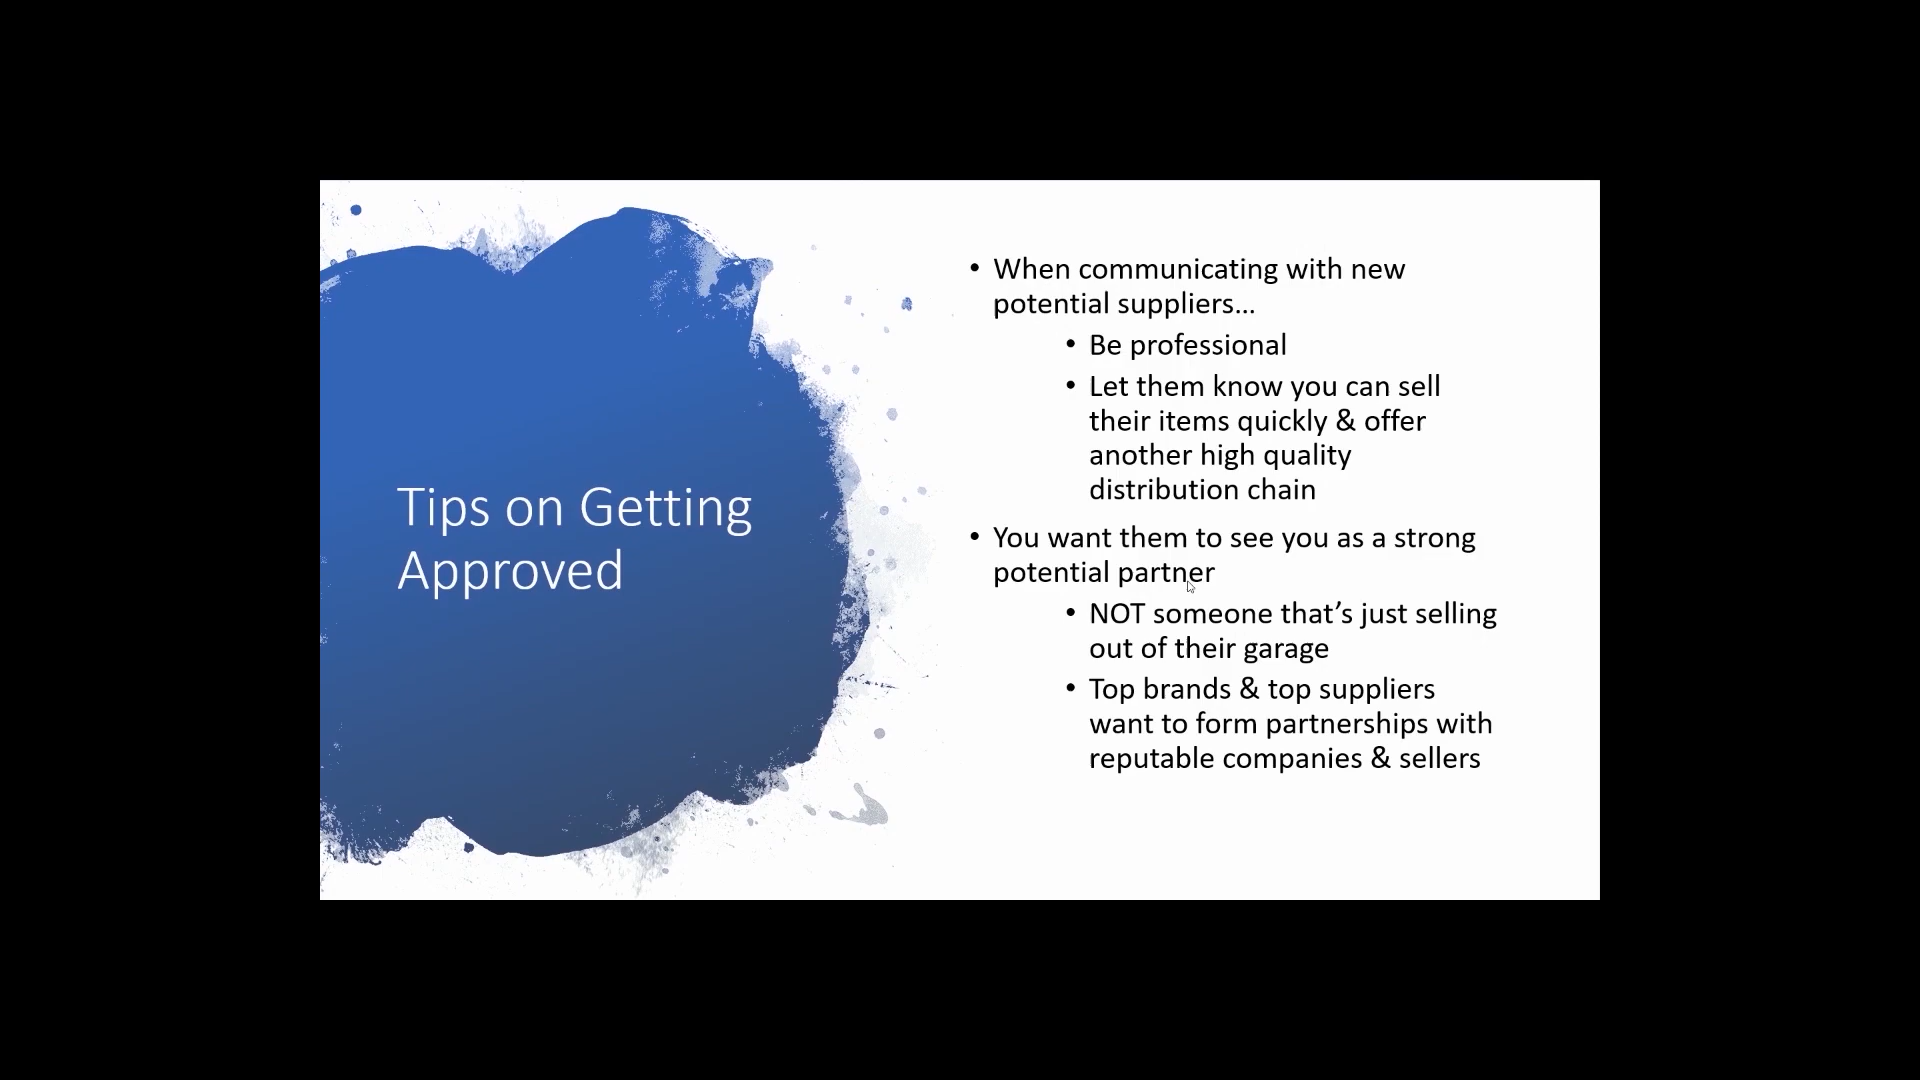 Tips on Getting
Approved
• When communicating with new
potential suppliers...
• Be professional
• Let them know you can sell
their items quickly & offer
another high quality
distribution chain
• You want them to see you as a strong
potential partner
• NOT someone that’s just selling
out of their garage
• Top brands & top suppliers
want to form partnerships with
reputable companies & sellers